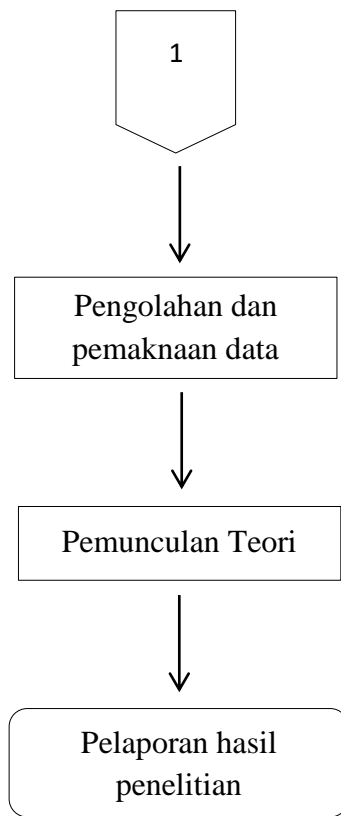 1
Pengolahan dan
pemaknaan data
Pemunculan Teori
Pelaporan hasil
penelitian